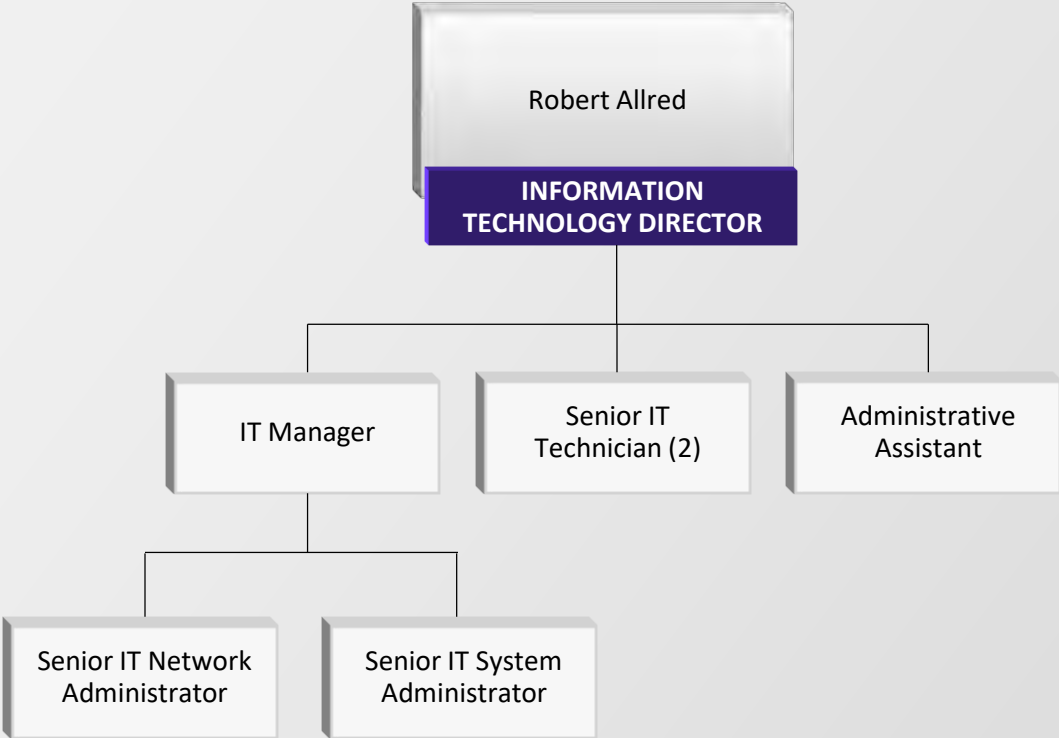 Robert Allred
INFORMATION
TECHNOLOGY DIRECTOR
IT Manager
Senior IT
Technician (2)
Administrative
Assistant
Senior IT Network
Administrator
Senior IT System
Administrator